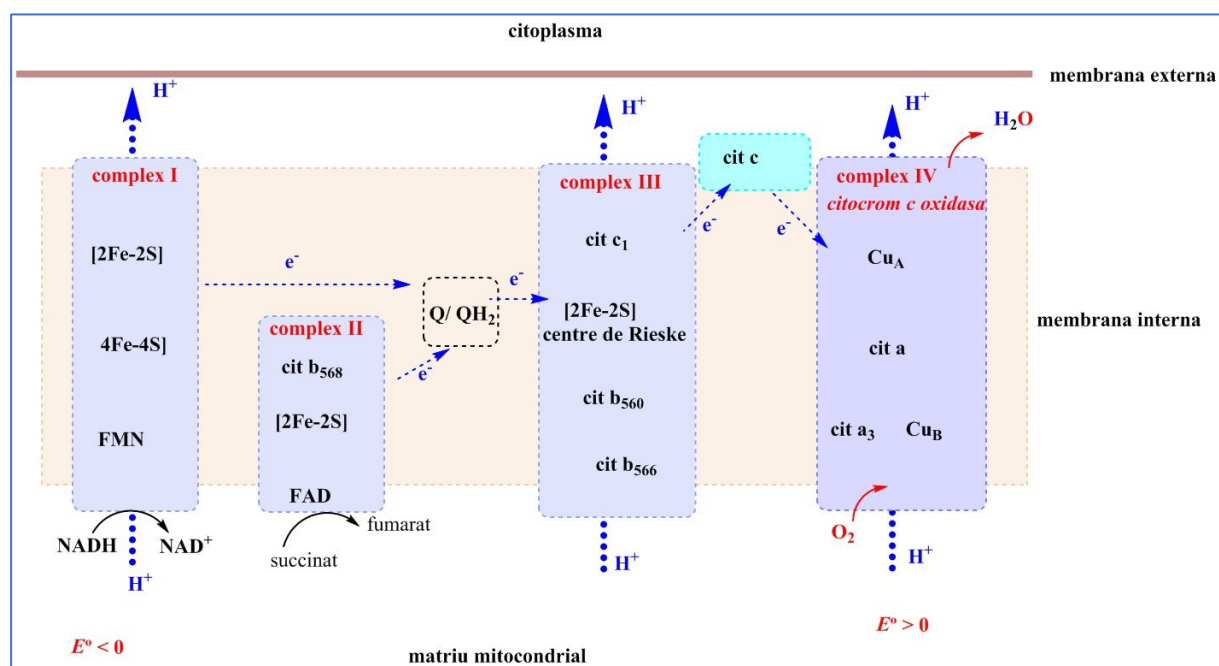 citoplasma
membrana externa
H+
H+
H+
H2O
complex I
[2Fe-2S]
4Fe-4S]
FMN
NADH
NAD+
H+
e-
complex II
cit b568
[2Fe-2S]
FAD
succinat
fumarat
e-
Q/ QH2
e-
complex III
cit c1
[2Fe-2S]
centre de Rieske
cit b560
cit b566
H+
e-
cit c
e-
complex IV
citocrom c oxidasa
CuA
cit a
cit a3
CuB
O2
H+
membrana interna
Eº < 0
Eº > 0
matriu mitocondrial